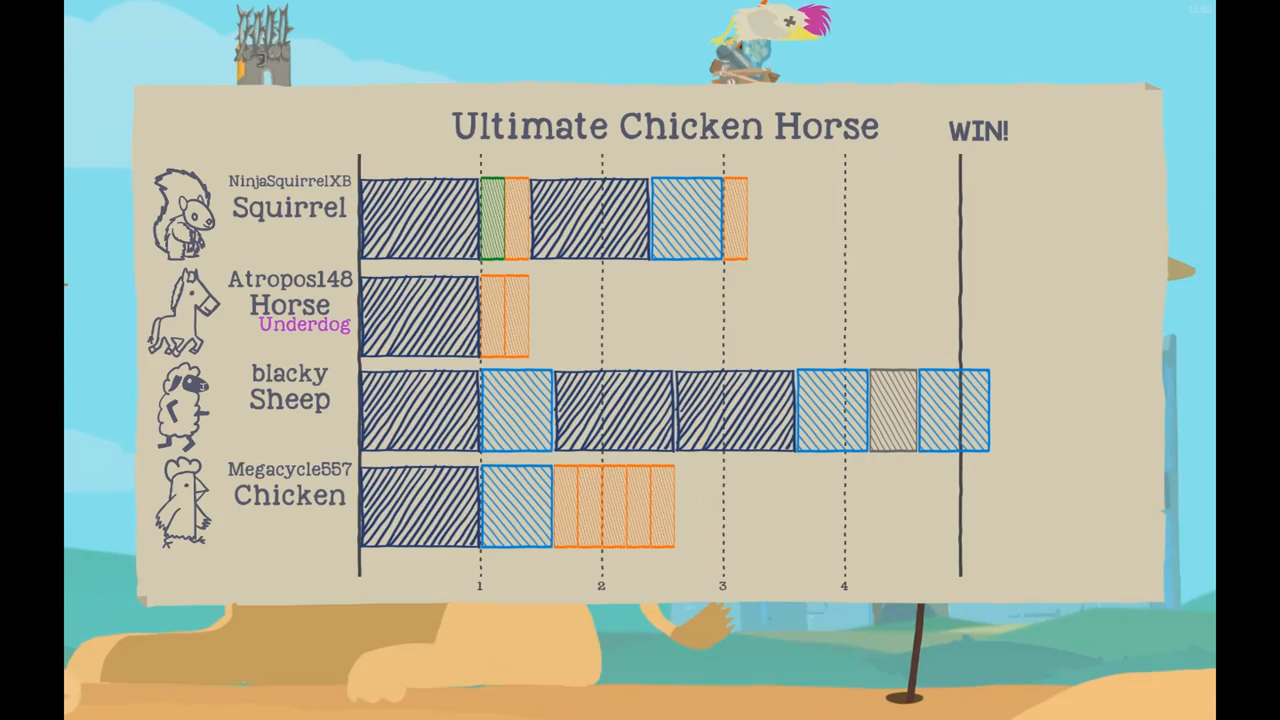 Ultimate Chicken Horse
WIN!
NinjaSquirrelXB
Squirrel
Atropos148
Horse
Underdog
blacky
Sheep
Megacycle557
Chicken
1 2 3 4